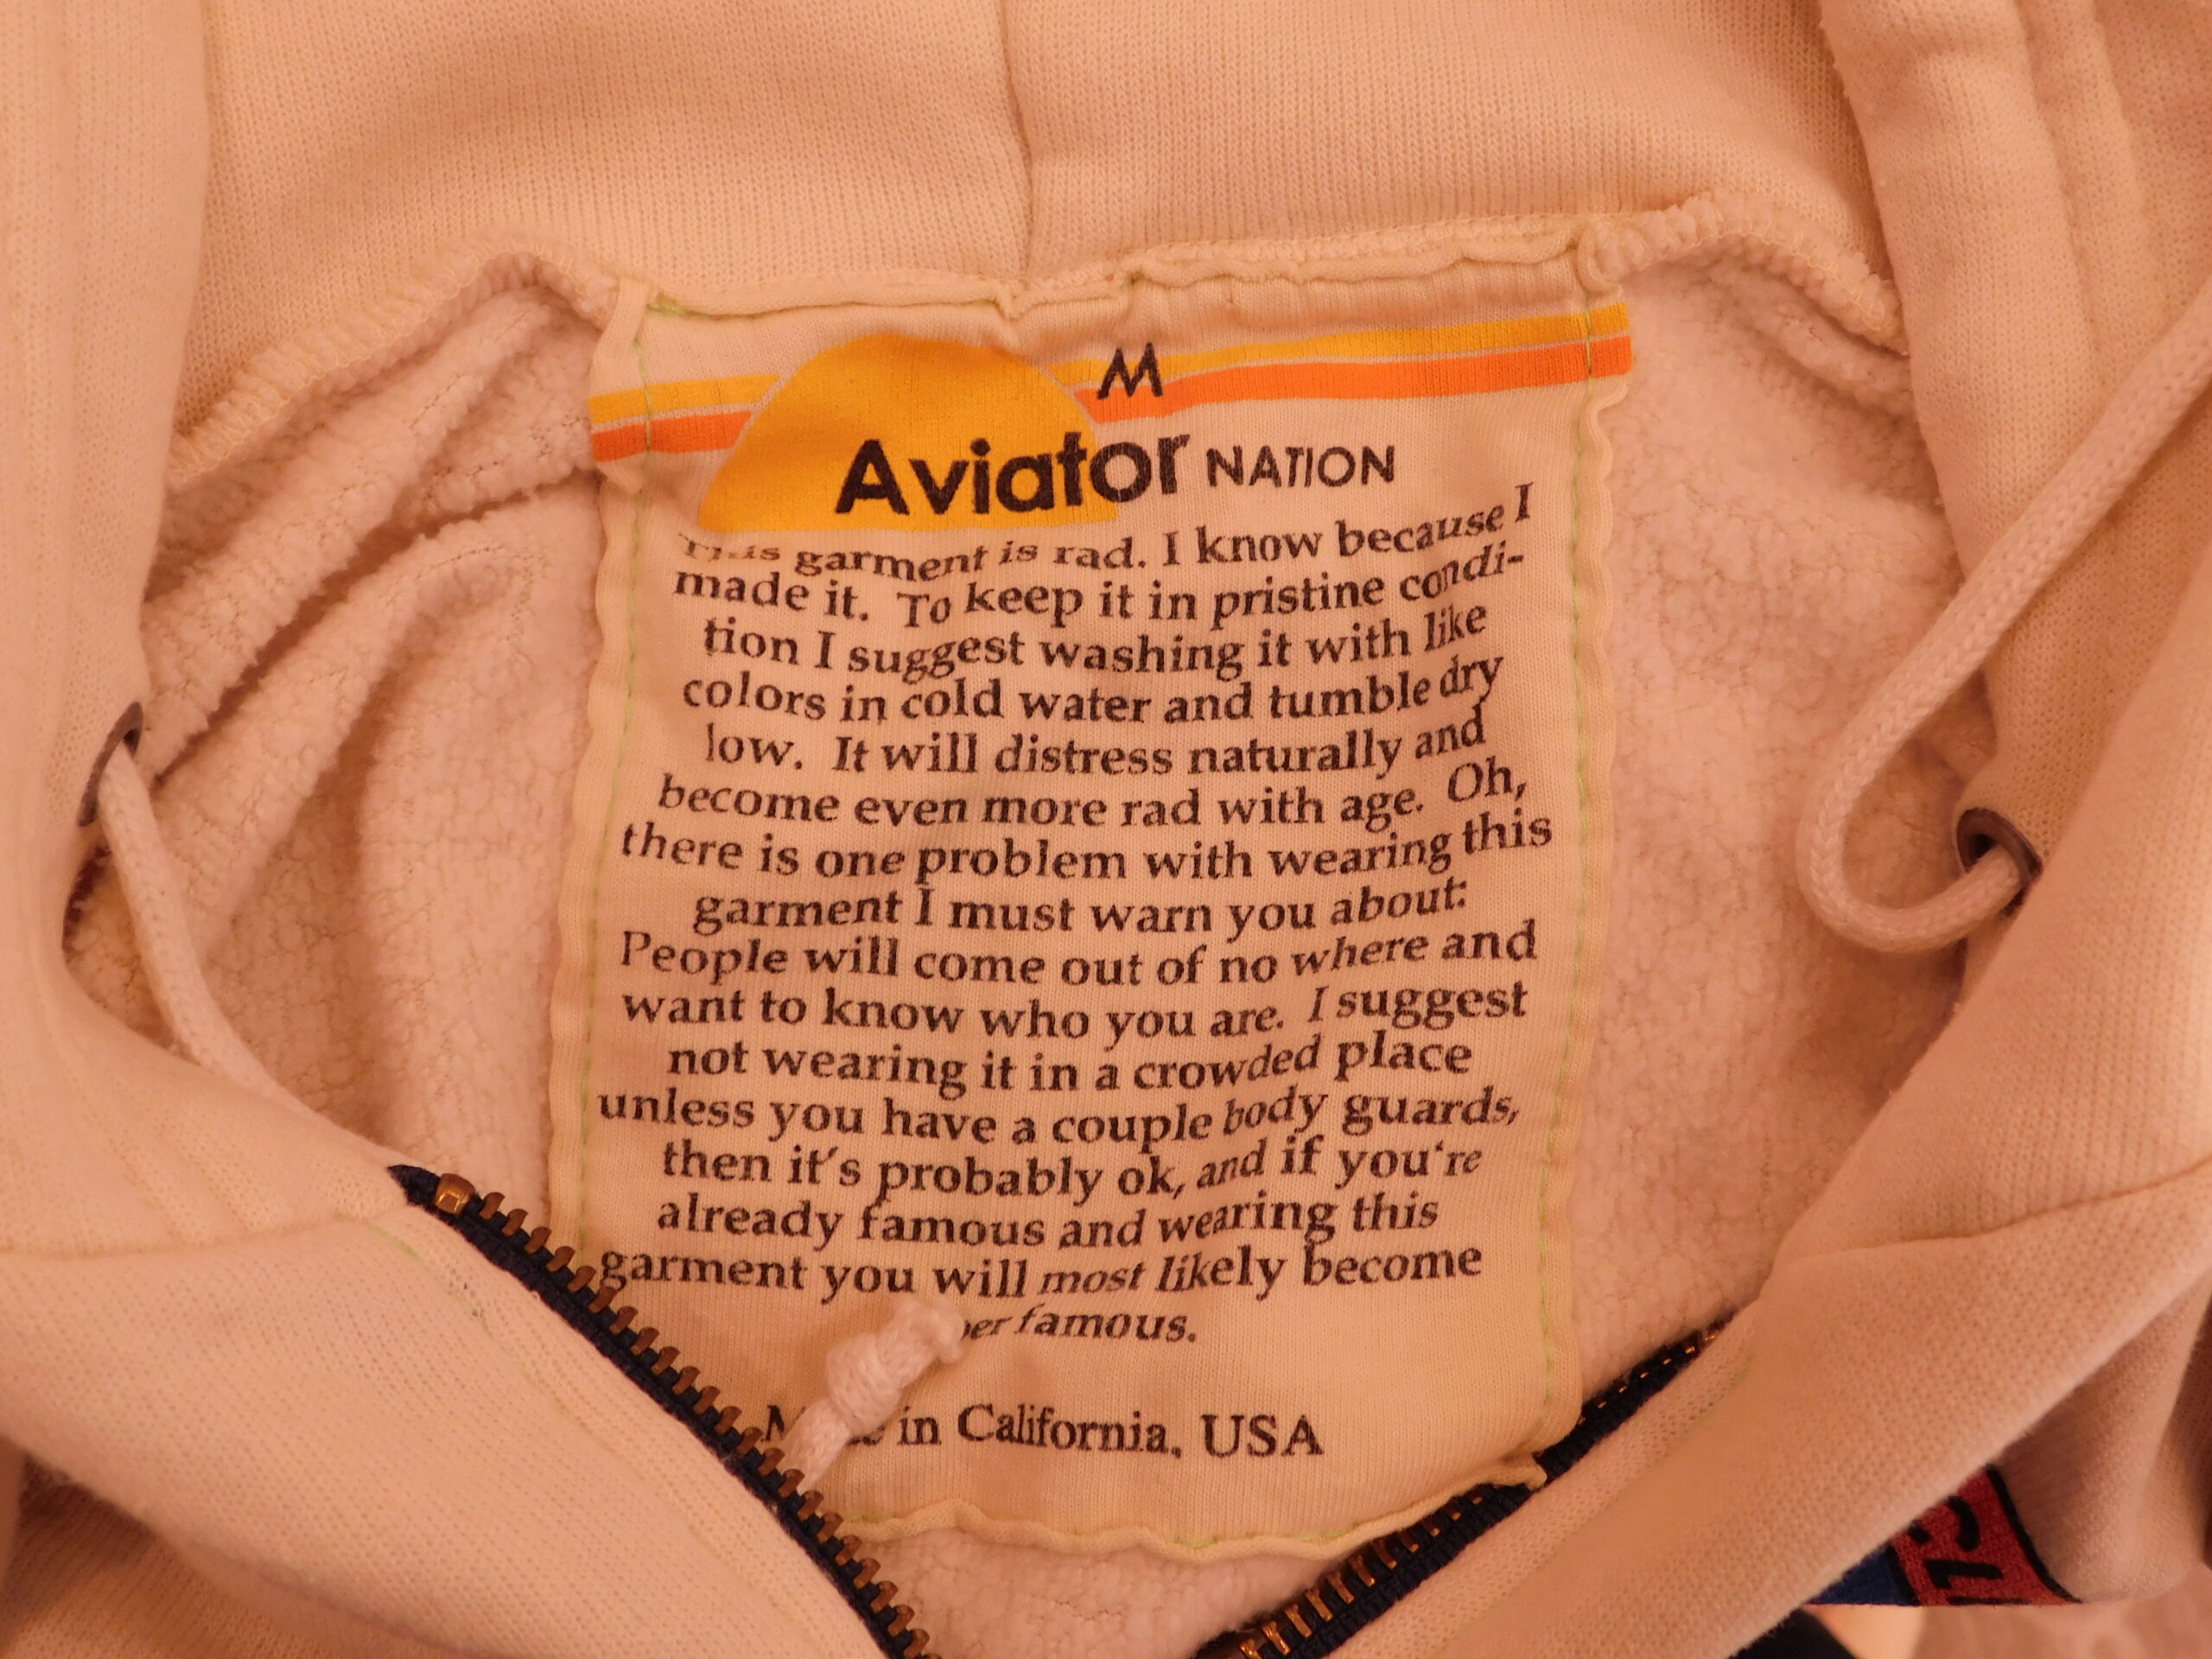 M
Aviator NATION
This garment is rad. I know because I
made it. To keep it in pristine condi-
tion I suggest washing it with like
colors in cold water and tumble dry
low. It will distress naturally and
become even more rad with age. Oh,
there is one problem with wearing this
garment I must warn you about:
People will come out of no where and
want to know who you are. I suggest
not wearing it in a crowded place
unless you have a couple body guards,
then it's probably ok, and if you're
already famous and wearing this
garment you will most likely become
famous.
in California, USA